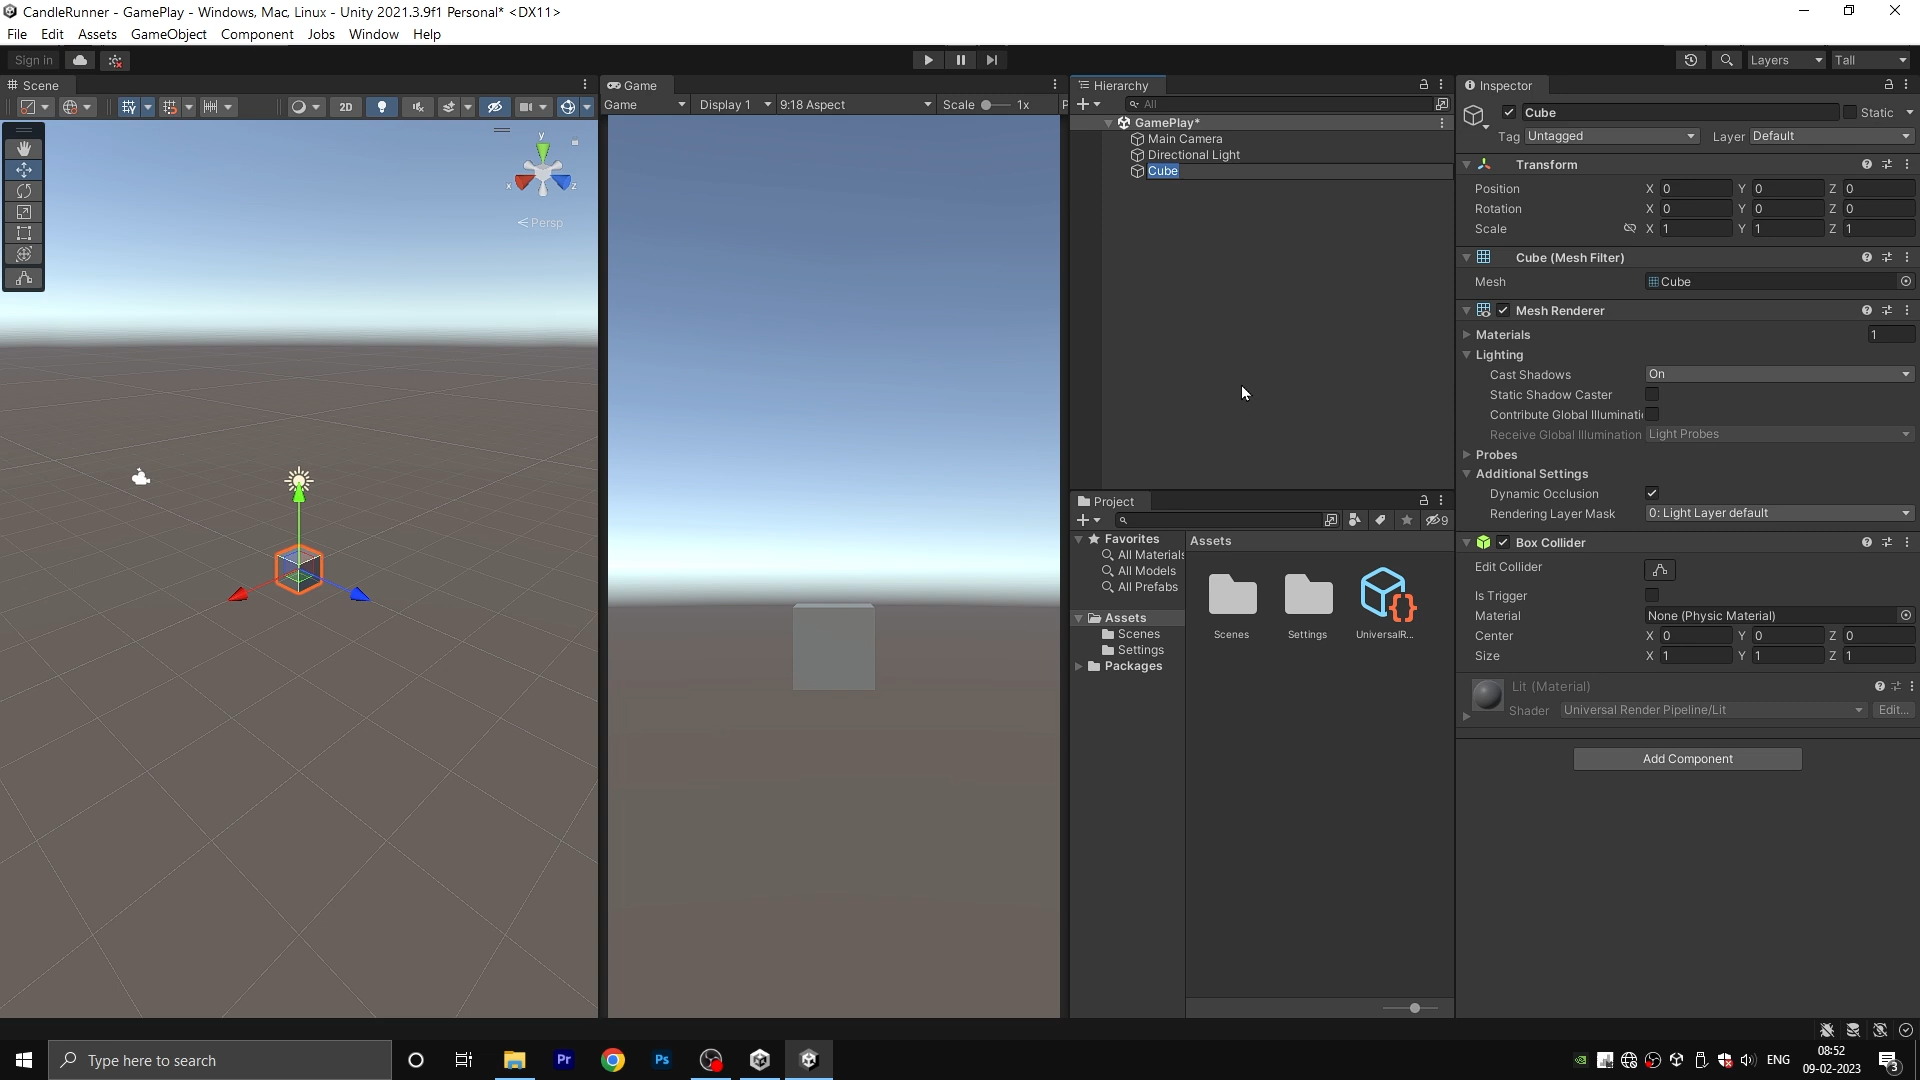 CandleRunner - GamePlay - Windows, Mac, Linux - Unity 2021.3.9f1 Personal* <DX11>
File Edit Assets GameObject Component Jobs Window Help
Sign in
Layers
Tall
Scene
2D
y
x
z
Persp
Game
Game
Display 1
9:18 Aspect
Scale
1x
Hierarchy
All
GamePlay*
Main Camera
Directional Light
Cube
Project
9
Favorites
All Materials
All Models
All Prefabs
Assets
Scenes
Settings
Packages
Assets
Scenes
Settings
UniversalR...
Inspector
Cube
Static
Tag Untagged
Layer Default
Transform
Position X 0 Y 0 Z 0
Rotation X 0 Y 0 Z 0
Scale X 1 Y 1 Z 1
Cube (Mesh Filter)
Mesh Cube
Mesh Renderer
Materials 1
Lighting
Cast Shadows On
Static Shadow Caster
Contribute Global Illuminati
Receive Global Illumination Light Probes
Probes
Additional Settings
Dynamic Occlusion
Rendering Layer Mask 0: Light Layer default
Box Collider
Edit Collider
Is Trigger
Material None (Physic Material)
Center X 0 Y 0 Z 0
Size X 1 Y 1 Z 1
Lit (Material)
Shader Universal Render Pipeline/Lit Edit...
Add Component
Type here to search
Pr
Ps
ENG
08:52
09-02-2023
3